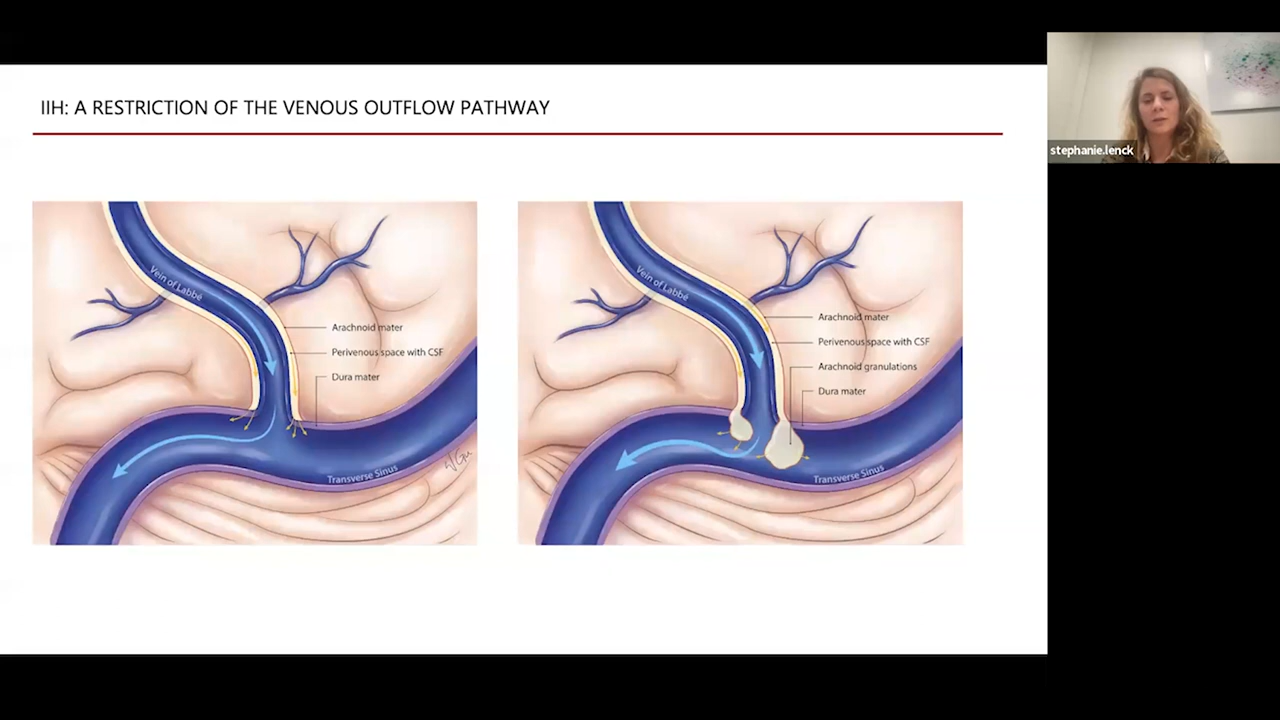 IIH: A RESTRICTION OF THE VENOUS OUTFLOW PATHWAY
stephanie.lenck
Vein of Labbé
Arachnoid mater
Perivenous space with CSF
Dura mater
Transverse Sinus
Vein of Labbé
Arachnoid mater
Perivenous space with CSF
Arachnoid granulations
Dura mater
Transverse Sinus